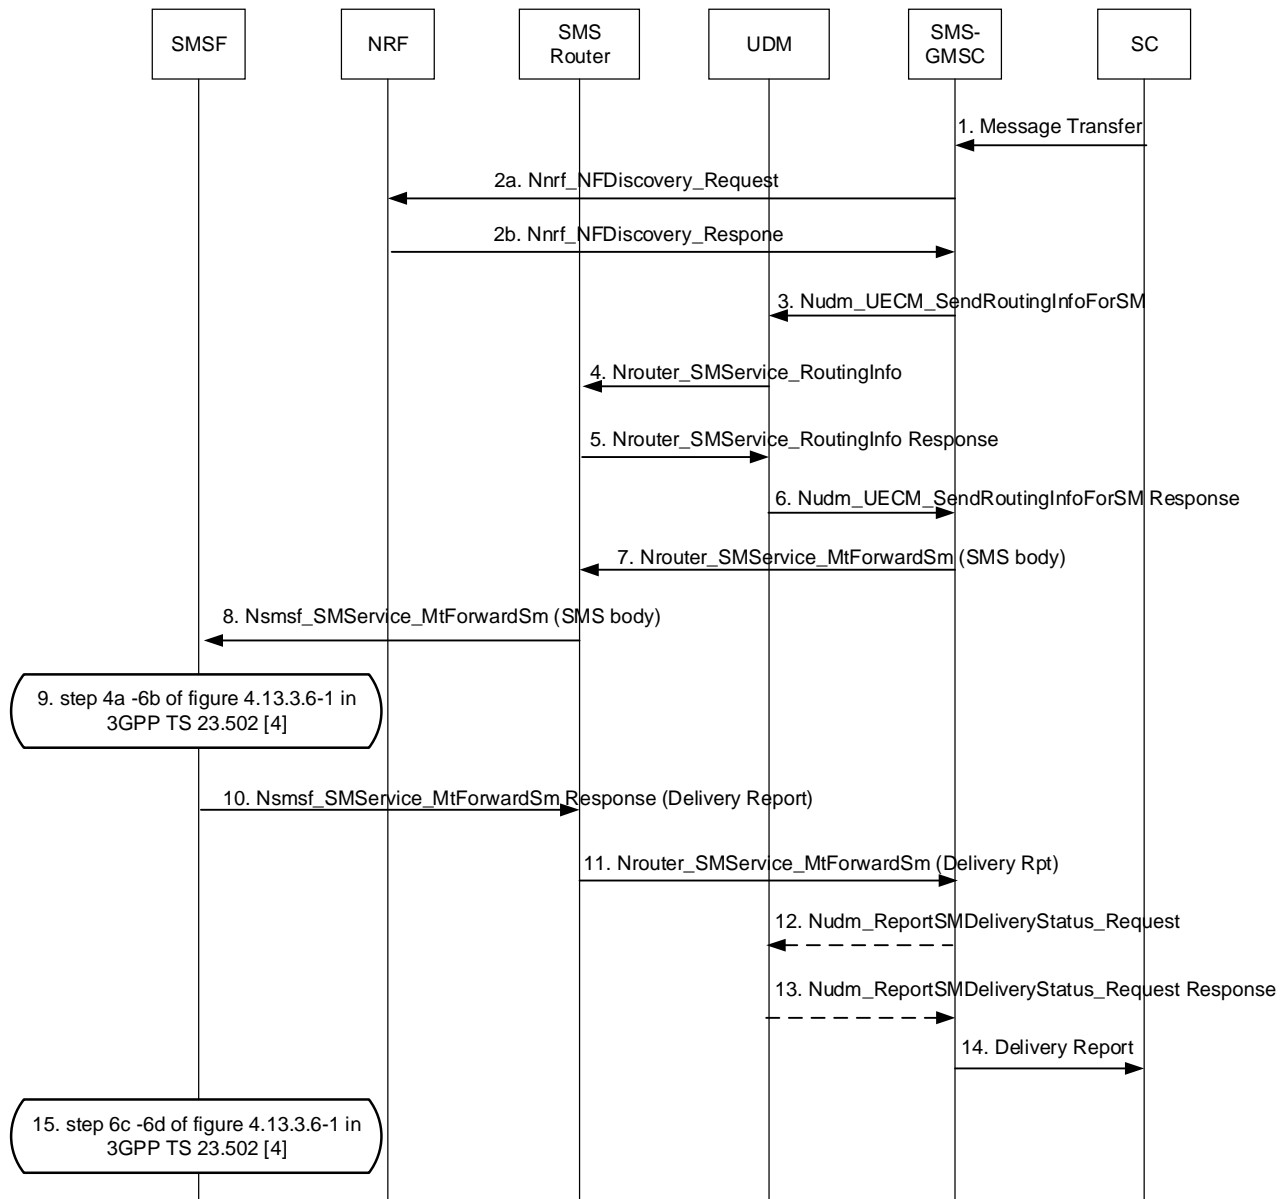 SMSF
NRF
SMS
Router
UDM
SMS-
GMSC
SC
1. Message Transfer
2a. Nnrf_NFDiscovery_Request
2b. Nnrf_NFDiscovery_Respone
3. Nudm_UECM_SendRoutingInfoForSM
4. Nrouter_SMService_RoutingInfo
5. Nrouter_SMService_RoutingInfo Response
6. Nudm_UECM_SendRoutingInfoForSM Response
7. Nrouter_SMService_MtForwardSm (SMS body)
8. Nsmsf_SMService_MtForwardSm (SMS body)
9. step 4a -6b of figure 4.13.3.6-1 in
3GPP TS 23.502 [4]
10. Nsmsf_SMService_MtForwardSm Response (Delivery Report)
11. Nrouter_SMService_MtForwardSm (Delivery Rpt)
12. Nudm_ReportSMDeliveryStatus_Request
13. Nudm_ReportSMDeliveryStatus_Request Response
14. Delivery Report
15. step 6c -6d of figure 4.13.3.6-1 in
3GPP TS 23.502 [4]